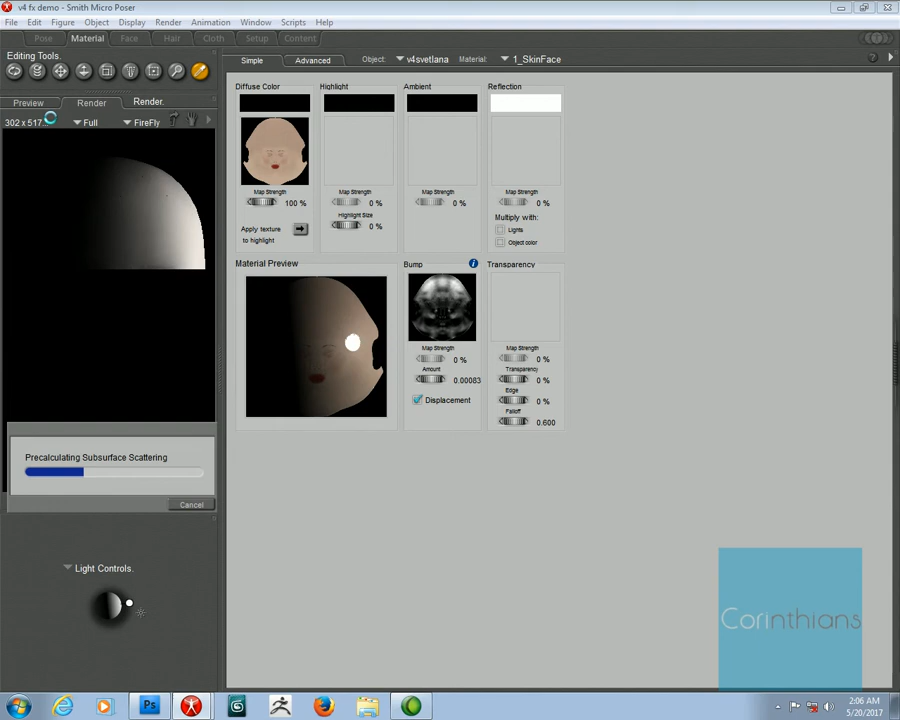 v4 fx demo - Smith Micro Poser
File Edit Figure Object Display Render Animation Window Scripts Help
Pose Material Face Hair Cloth Setup Content
Editing Tools.
Simple Advanced Object: v4svetlana Material: 1_SkinFace
Preview Render Render.
302 x 517... Full FireFly
Diffuse Color Highlight Ambient Reflection
Map Strength 100 % Map Strength 0 % Map Strength 0 % Map Strength 0 %
Highlight Size 0 %
Multiply with:
Apply texture to highlight
Lights
Object color
Material Preview Bump Transparency
Map Strength 0 % Map Strength 0 %
Amount 0.00083 Transparency 0 %
Edge 0 %
Displacement
Falloff 0.600
Precalculating Subsurface Scattering
Cancel
Light Controls.
Corinthians
Ps
2:06 AM
5/20/2017